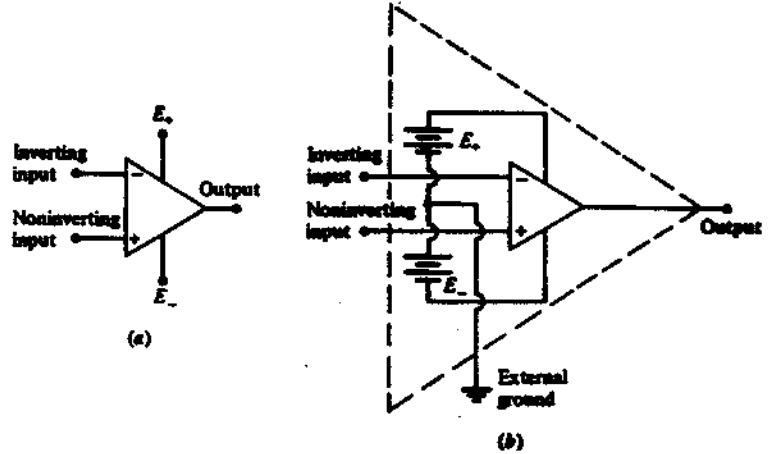 E₊
Inverting
input
−
Output
Noninverting
input
+
E₋
(a)
E₊
Inverting
input
−
Noninverting
input
+
Output
E₋
External
ground
(b)